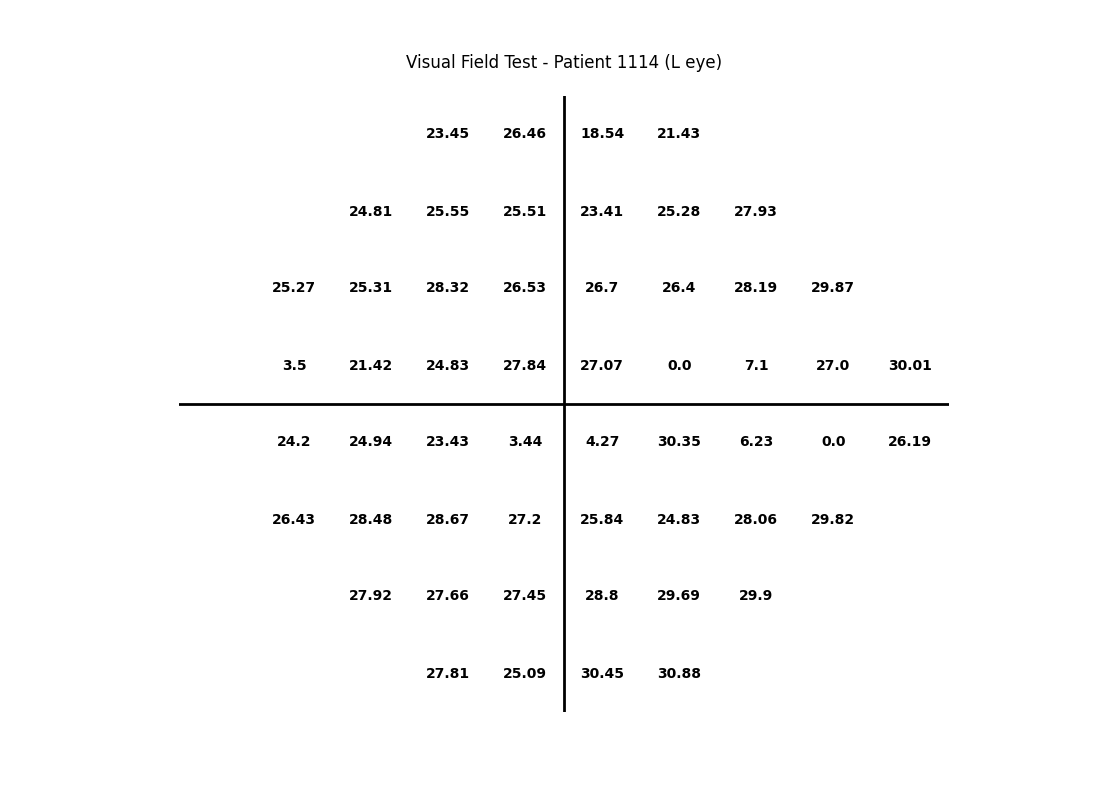 Visual Field Test - Patient 1114 (L eye)
23.45 26.46 18.54 21.43
24.81 25.55 25.51 23.41 25.28 27.93
25.27 25.31 28.32 26.53 26.7 26.4 28.19 29.87
3.5 21.42 24.83 27.84 27.07 0.0 7.1 27.0 30.01
24.2 24.94 23.43 3.44 4.27 30.35 6.23 0.0 26.19
26.43 28.48 28.67 27.2 25.84 24.83 28.06 29.82
27.92 27.66 27.45 28.8 29.69 29.9
27.81 25.09 30.45 30.88